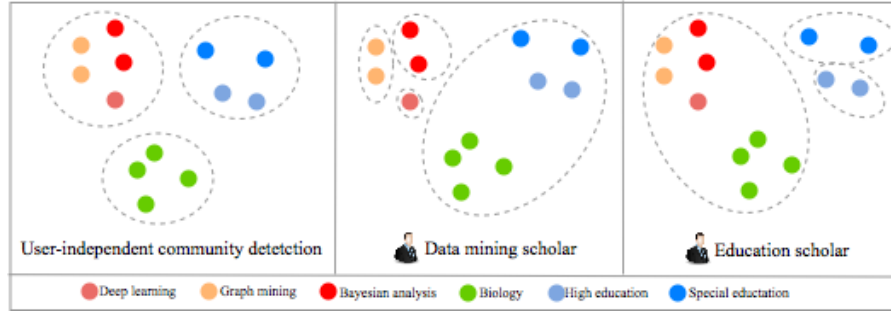 User-independent community detetction
Data mining scholar
Education scholar
Deep learning Graph mining Bayesian analysis Biology High education Special eductation